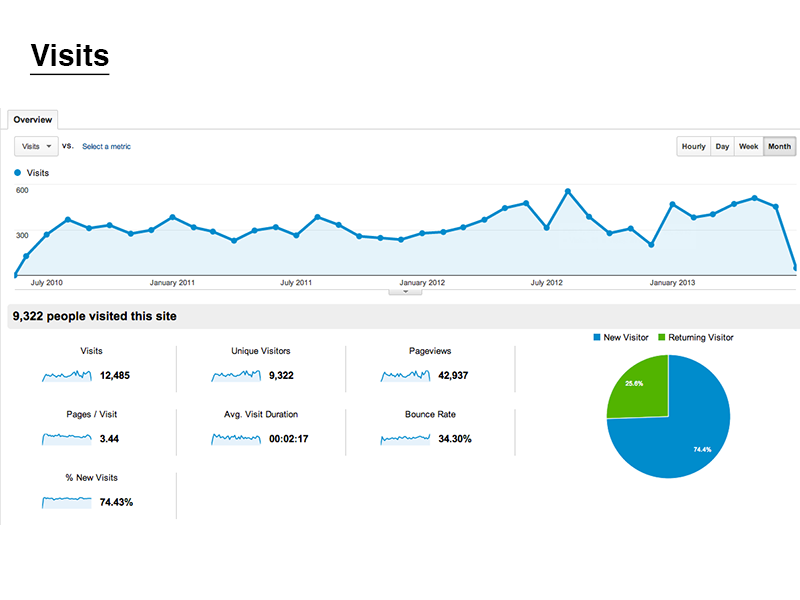 Visits
Overview
Visits vs. Select a metric
Hourly Day Week Month
Visits
600
300
July 2010 January 2011 July 2011 January 2012 July 2012 January 2013
9,322 people visited this site
New Visitor Returning Visitor
Visits Unique Visitors Pageviews
12,485 9,322 42,937
25.6%
Pages / Visit Avg. Visit Duration Bounce Rate
3.44 00:02:17 34.30%
74.4%
% New Visits
74.43%